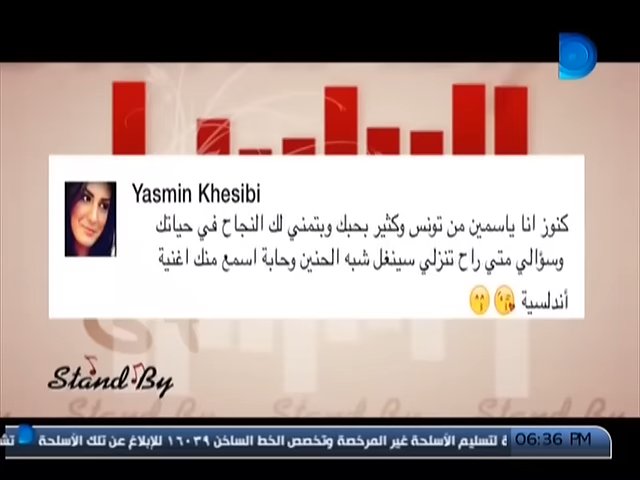 Yasmin Khesibi
كنوز انا ياسمين من تونس وكثير بحبك وبتمني لك النجاح في حياتك
وسؤالي متي راح تنزلي سينغل شبه الحنين وحابة اسمع منك اغنية
أندلسية 😘😙
Stand By
ة لتسليم الأسلحة غير المرخصة وتخصص الخط الساخن ١٦٠٣٩ للإبلاغ عن تلك الأسلحة
06:36 PM